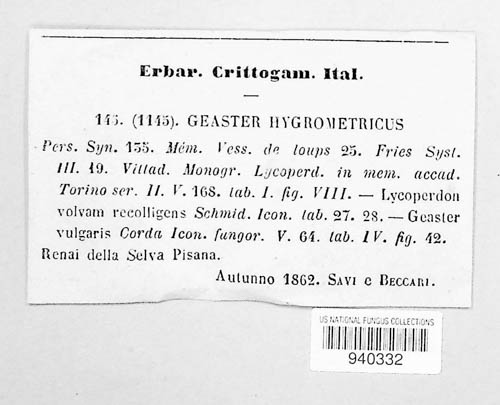 Erbar. Crittogam. Ital.
145. (1145). GEASTER HYGROMETRICUS
Pers. Syn. 135. Mém. Vess. de loups 25. Fries Syst.
III. 19. Vittad. Monogr. Lycoperd. in mem. accad.
Torino ser. II. V. 168. tab. I. fig. VIII. — Lycoperdon
volvam recolligens Schmid. Icon. tab. 27. 28. — Geaster
vulgaris Corda Icon. fungor. V. 64. tab. IV. fig. 42.
Renai della Selva Pisana.
Autunno 1862. SAVI e BECCARI.
US NATIONAL FUNGUS COLLECTIONS
940332